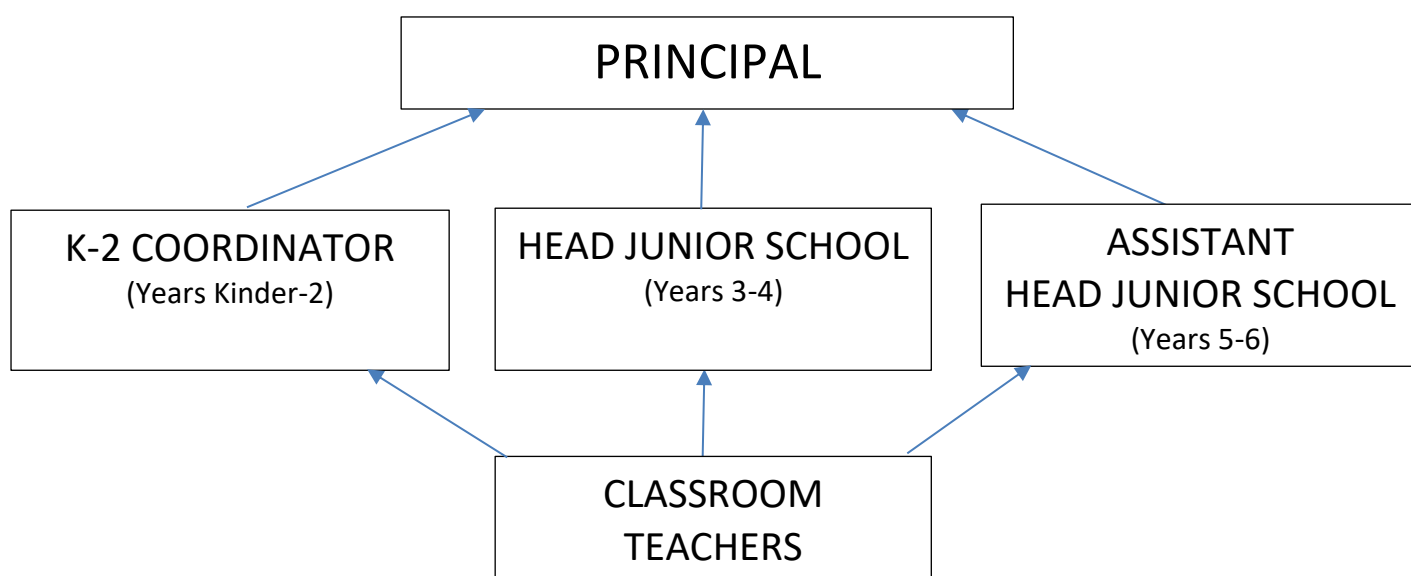 PRINCIPAL
K-2 COORDINATOR
(Years Kinder-2)
HEAD JUNIOR SCHOOL
(Years 3-4)
ASSISTANT
HEAD JUNIOR SCHOOL
(Years 5-6)
CLASSROOM
TEACHERS